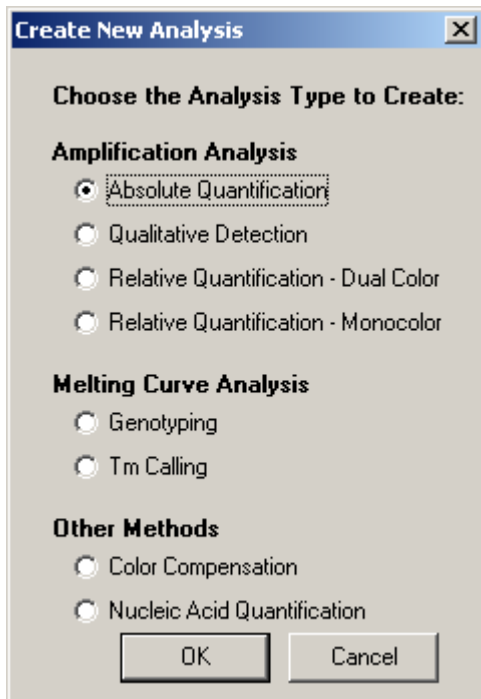 Create New Analysis
Choose the Analysis Type to Create:
Amplification Analysis
Absolute Quantification
Qualitative Detection
Relative Quantification - Dual Color
Relative Quantification - Monocolor
Melting Curve Analysis
Genotyping
Tm Calling
Other Methods
Color Compensation
Nucleic Acid Quantification
OK Cancel